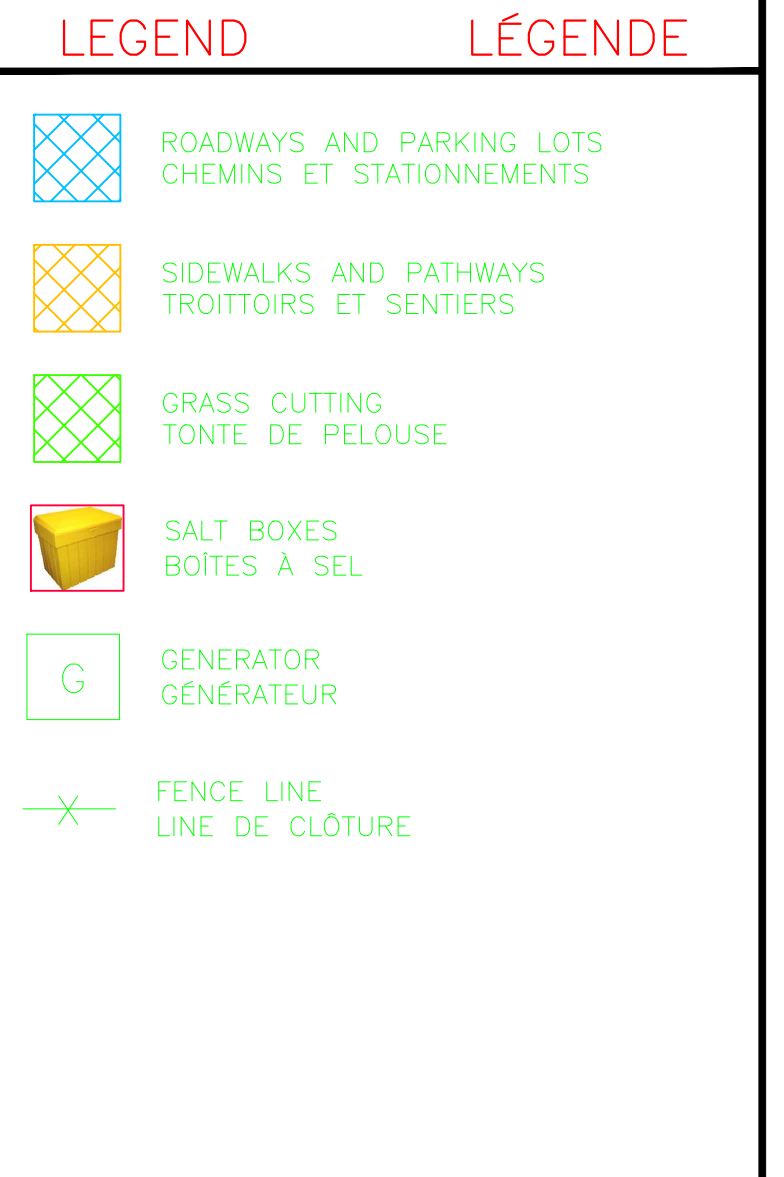 LEGEND LÉGENDE
ROADWAYS AND PARKING LOTS
CHEMINS ET STATIONNEMENTS
SIDEWALKS AND PATHWAYS
TROITTOIRS ET SENTIERS
GRASS CUTTING
TONTE DE PELOUSE
SALT BOXES
BOÎTES À SEL
G
GENERATOR
GÉNÉRATEUR
FENCE LINE
LINE DE CLÔTURE